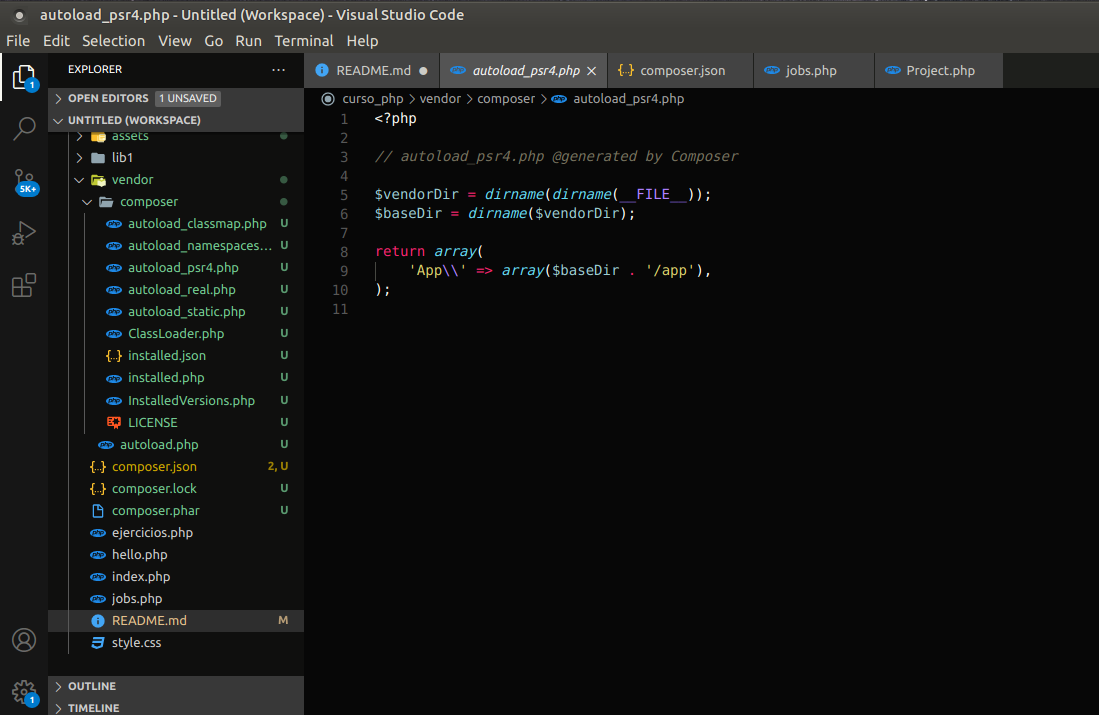 autoload_psr4.php - Untitled (Workspace) - Visual Studio Code
File Edit Selection View Go Run Terminal Help
EXPLORER ...
OPEN EDITORS 1 UNSAVED
UNTITLED (WORKSPACE)
assets
lib1
vendor
composer
autoload_classmap.php U
autoload_namespaces... U
autoload_psr4.php U
autoload_real.php U
autoload_static.php U
ClassLoader.php U
installed.json U
installed.php U
InstalledVersions.php U
LICENSE U
autoload.php U
composer.json 2, U
composer.lock U
composer.phar U
ejercicios.php
hello.php
index.php
jobs.php
README.md M
style.css
OUTLINE
TIMELINE
1
5K+
1
README.md autoload_psr4.php composer.json jobs.php Project.php
curso_php > vendor > composer > autoload_psr4.php
1 <?php
2
3 // autoload_psr4.php @generated by Composer
4
5 $vendorDir = dirname(dirname(__FILE__));
6 $baseDir = dirname($vendorDir);
7
8 return array(
9 'App\\' => array($baseDir . '/app'),
10 );
11